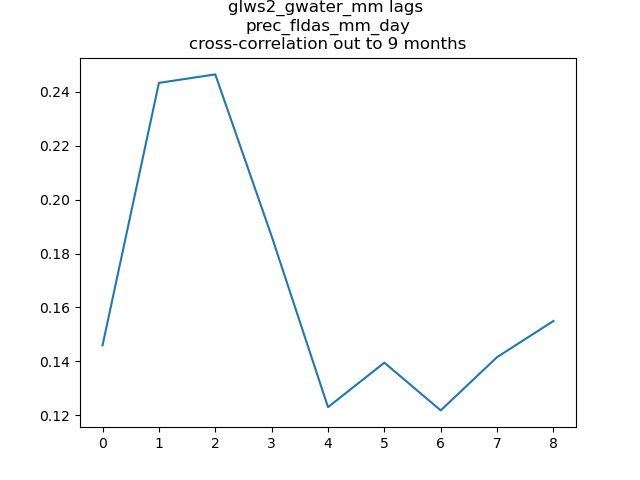 glws2_gwater_mm lags
prec_fldas_mm_day
cross-correlation out to 9 months
0.24
0.22
0.20
0.18
0.16
0.14
0.12
0 1 2 3 4 5 6 7 8